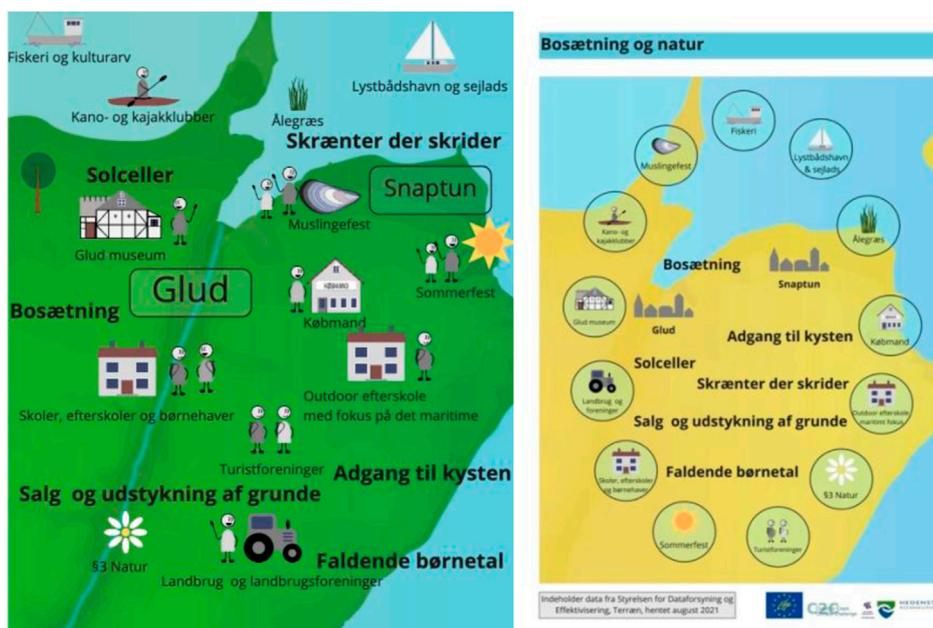 Fiskeri og kulturarv
Lystbådshavn og sejlads
Kano- og kajakklubber
Ålegræs
Skrænter der skrider
Solceller
Snaptun
Muslingefest
Glud museum
Sommerfest
Glud
Bosætning
KØBMAND
Købmand
Outdoor efterskole
med fokus på det maritime
Skoler, efterskoler og børnehaver
Turistforeninger
Adgang til kysten
Salg og udstykning af grunde
§3 Natur
Faldende børnetal
Landbrug og landbrugsforeninger
Bosætning og natur
Fiskeri
Muslingefest
Lystbådshavn
& sejlads
Kano- og
kajakklubber
Ålegræs
Bosætning
Snaptun
Glud museum
Glud
Adgang til kysten
Købmand
Solceller
Skrænter der skrider
Landbrug og
foreninger
Outdoor efterskole,
maritimt fokus
Salg og udstykning af grunde
Skoler, efterskoler
og børnehaver
Faldende børnetal
§3 Natur
Sommerfest
Turistforeninger
Indeholder data fra Styrelsen for Dataforsyning og
Effektivisering, Terræn, hentet august 2021
C2C